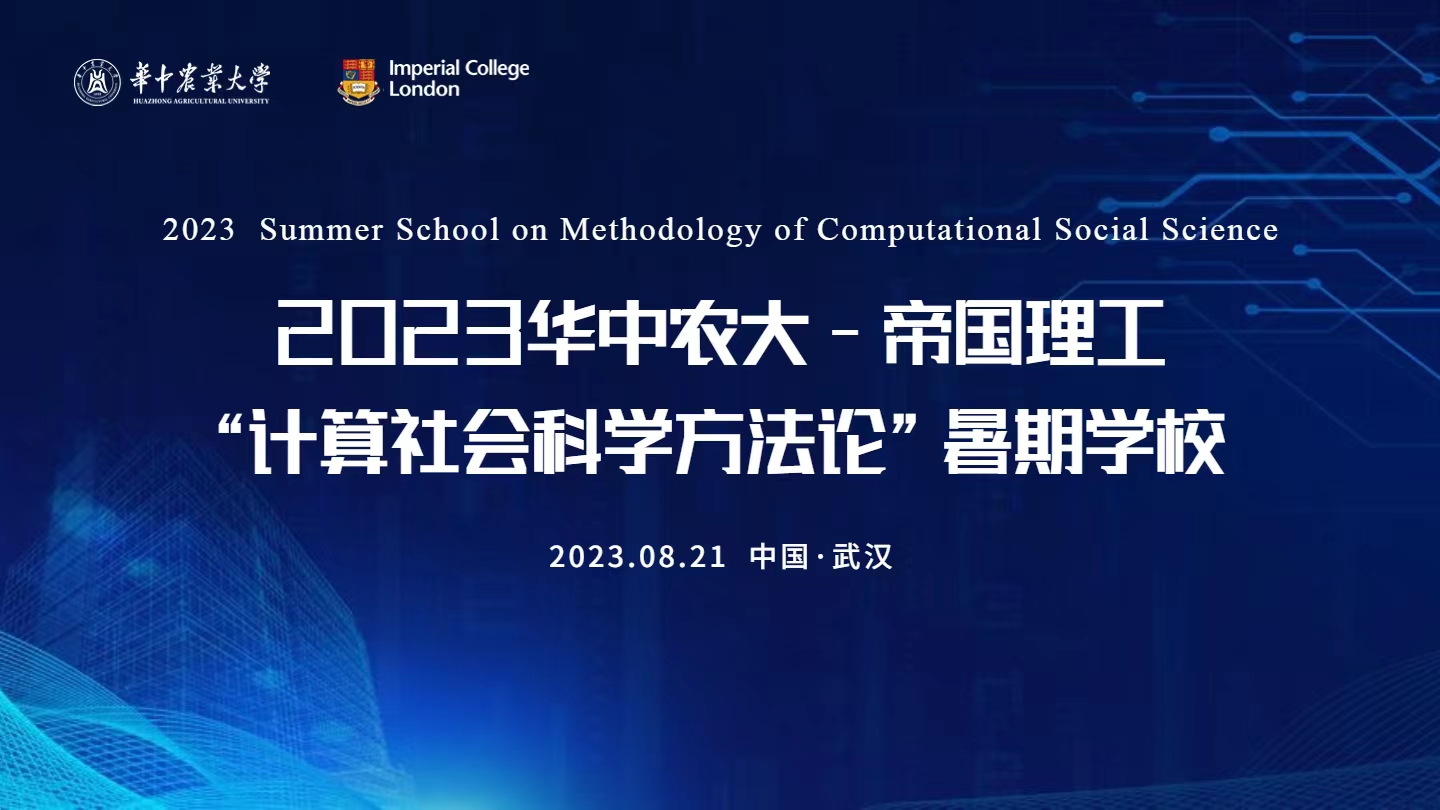 華中农業大学
HUAZHONG AGRICULTURAL UNIVERSITY
Imperial College
London
2023 Summer School on Methodology of Computational Social Science
2023华中农大 - 帝国理工
“计算社会科学方法论” 暑期学校
2023.08.21 中国·武汉